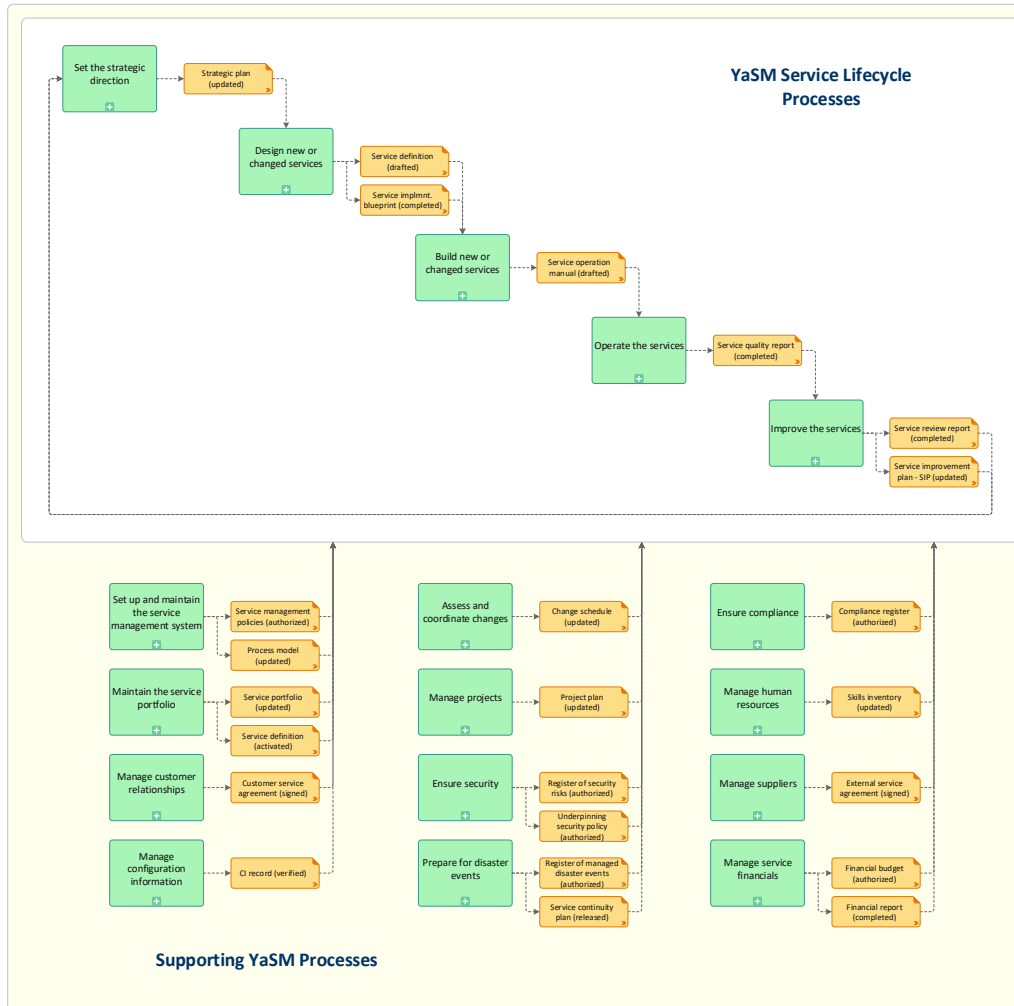 Set the strategic
direction
Strategic plan
(updated)
YaSM Service Lifecycle
Processes
Design new or
changed services
Service definition
(drafted)
Service implmnt.
blueprint (completed)
Build new or
changed services
Service operation
manual (drafted)
Operate the services
Service quality report
(completed)
Improve the services
Service review report
(completed)
Service improvement
plan - SIP (updated)
Set up and maintain
the service
management system
Service management
policies (authorized)
Process model
(updated)
Maintain the service
portfolio
Service portfolio
(updated)
Service definition
(activated)
Manage customer
relationships
Customer service
agreement (signed)
Manage
configuration
information
CI record (verified)
Assess and
coordinate changes
Change schedule
(updated)
Manage projects
Project plan
(updated)
Ensure security
Register of security
risks (authorized)
Underpinning
security policy
(authorized)
Prepare for disaster
events
Register of managed
disaster events
(authorized)
Service continuity
plan (released)
Ensure compliance
Compliance register
(authorized)
Manage human
resources
Skills inventory
(updated)
Manage suppliers
External service
agreement (signed)
Manage service
financials
Financial budget
(authorized)
Financial report
(completed)
Supporting YaSM Processes